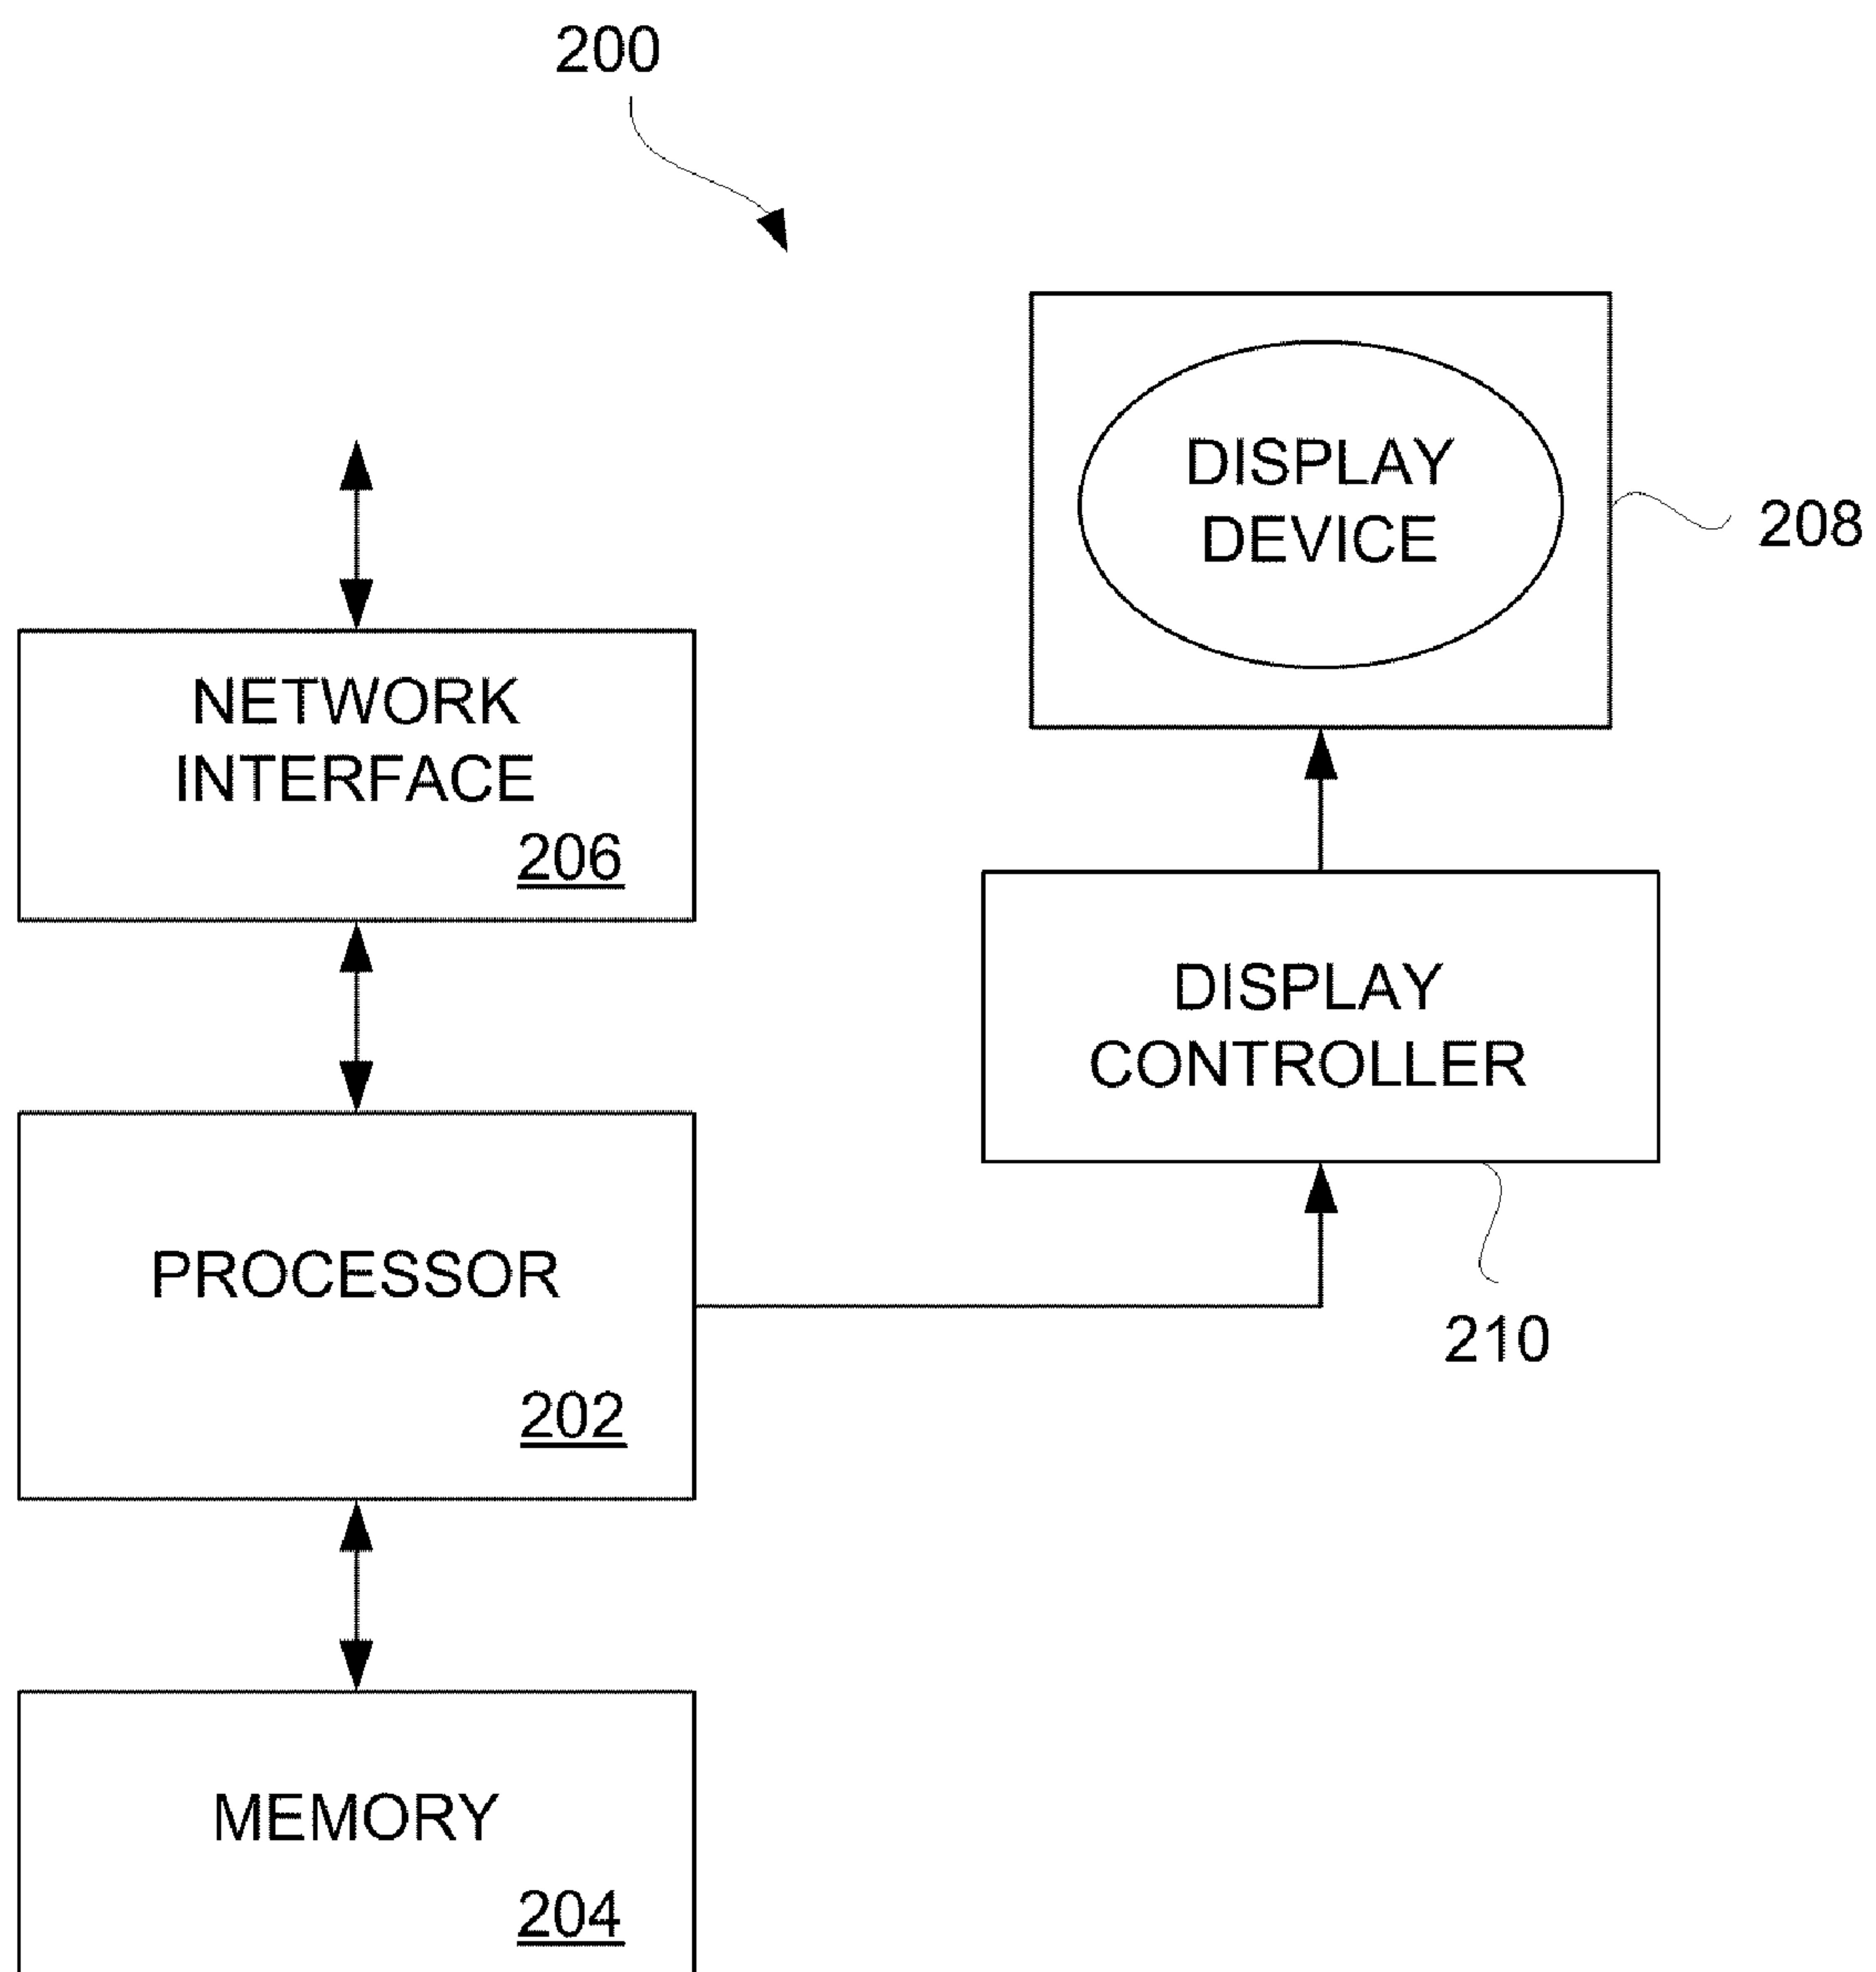 200
DISPLAY
DEVICE
208
NETWORK
INTERFACE
206
DISPLAY
CONTROLLER
210
PROCESSOR
202
MEMORY
204